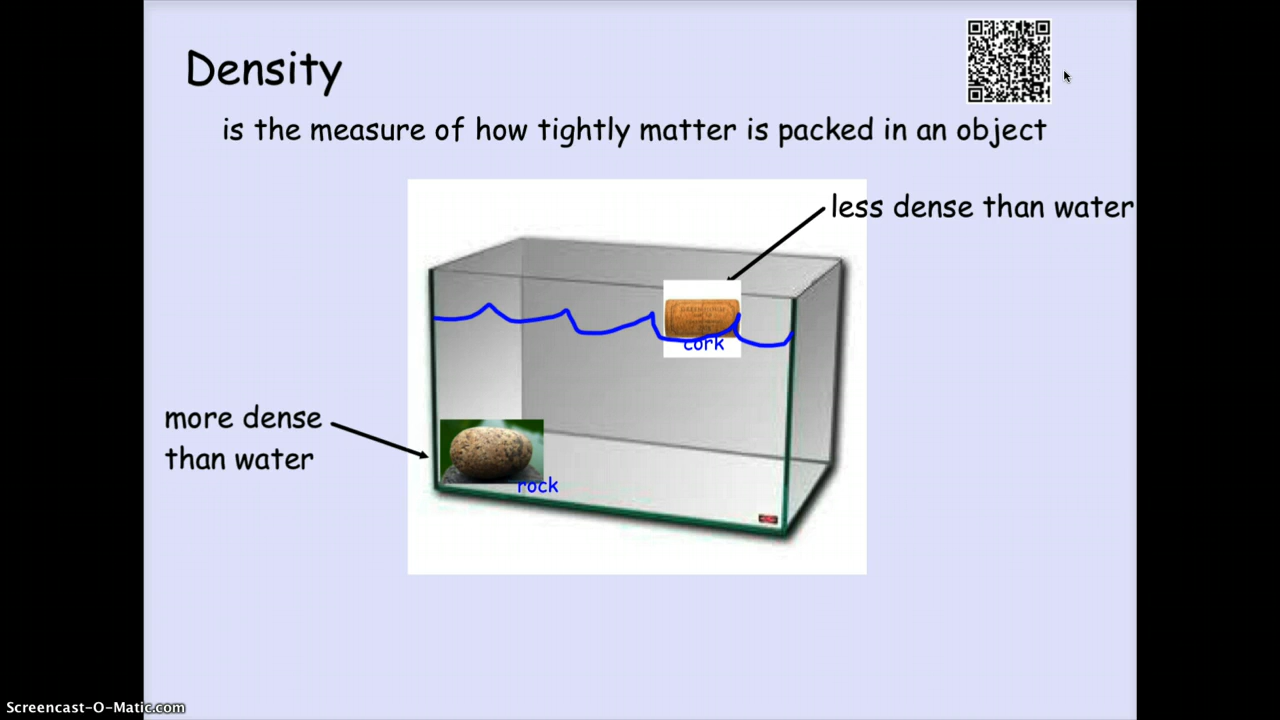 Density
is the measure of how tightly matter is packed in an object
less dense than water
cork
more dense
than water
rock
Screencast-O-Matic.com